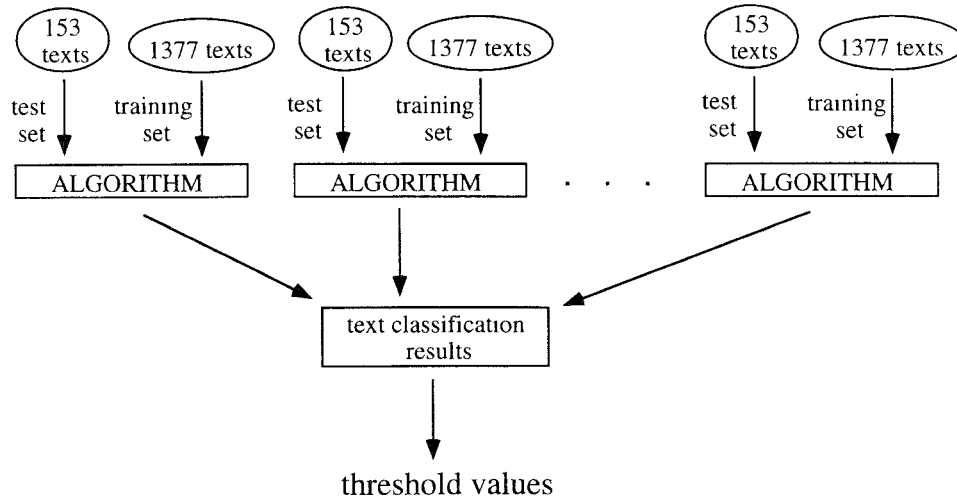 153
texts
1377 texts
153
texts
1377 texts
153
texts
1377 texts
test
set
training
set
test
set
training
set
test
set
training
set
ALGORITHM
ALGORITHM
. . .
ALGORITHM
text classification
results
threshold values